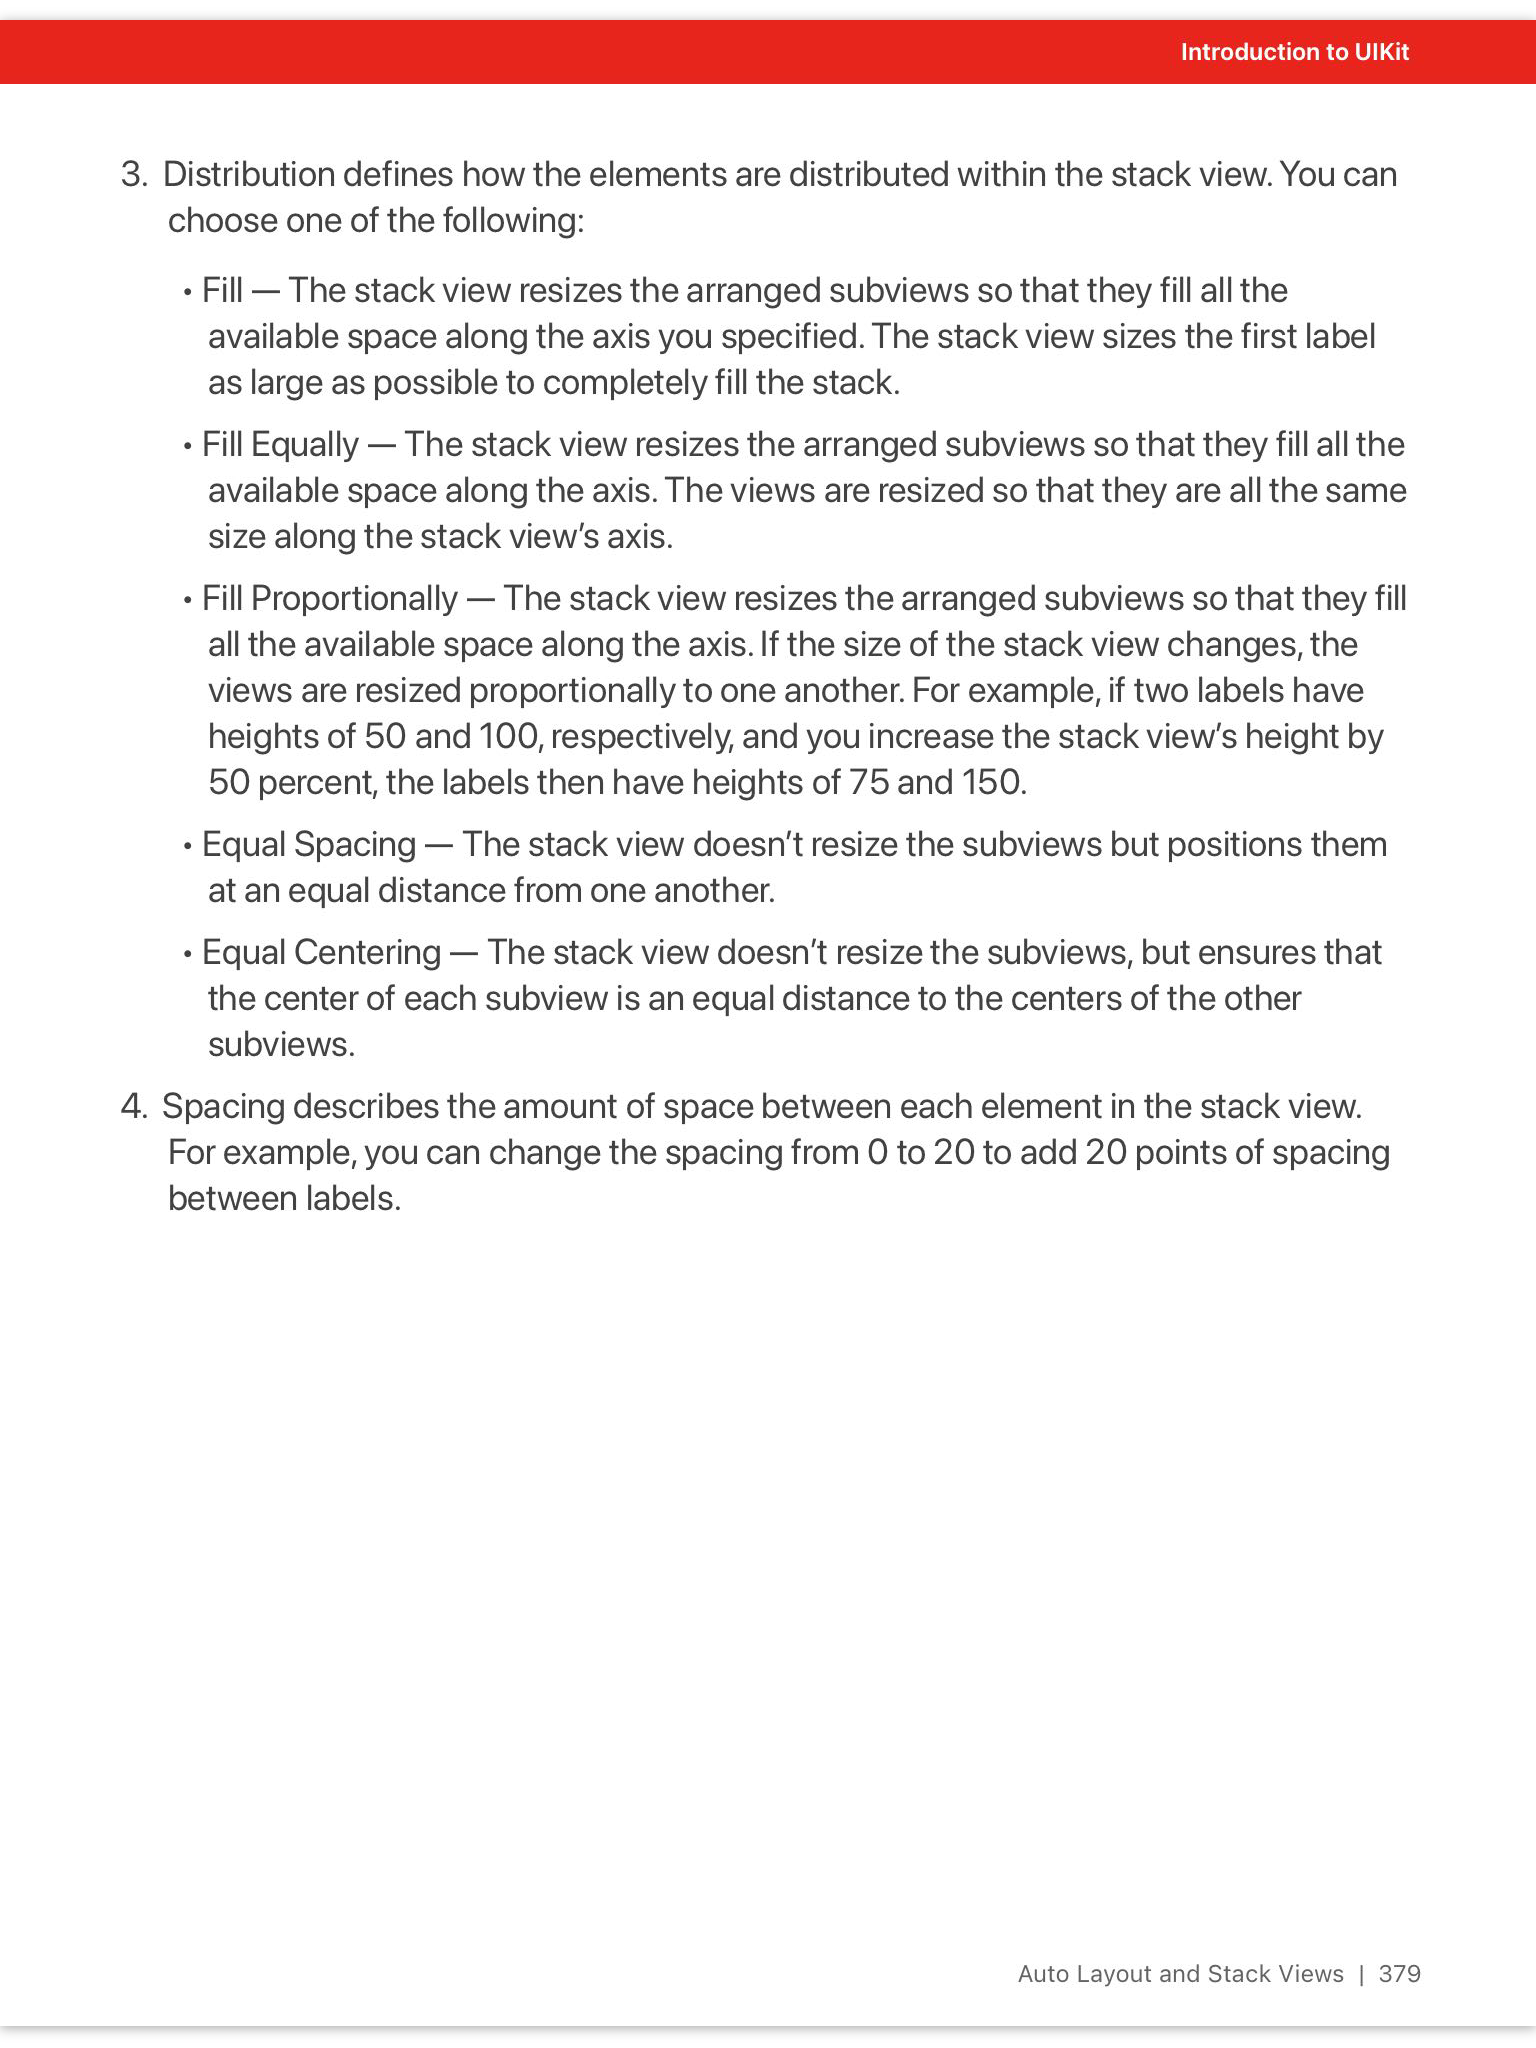 Introduction to UIKit
3. Distribution defines how the elements are distributed within the stack view. You can
choose one of the following:
• Fill — The stack view resizes the arranged subviews so that they fill all the
available space along the axis you specified. The stack view sizes the first label
as large as possible to completely fill the stack.
• Fill Equally — The stack view resizes the arranged subviews so that they fill all the
available space along the axis. The views are resized so that they are all the same
size along the stack view’s axis.
• Fill Proportionally — The stack view resizes the arranged subviews so that they fill
all the available space along the axis. If the size of the stack view changes, the
views are resized proportionally to one another. For example, if two labels have
heights of 50 and 100, respectively, and you increase the stack view’s height by
50 percent, the labels then have heights of 75 and 150.
• Equal Spacing — The stack view doesn’t resize the subviews but positions them
at an equal distance from one another.
• Equal Centering — The stack view doesn’t resize the subviews, but ensures that
the center of each subview is an equal distance to the centers of the other
subviews.
4. Spacing describes the amount of space between each element in the stack view.
For example, you can change the spacing from 0 to 20 to add 20 points of spacing
between labels.
Auto Layout and Stack Views | 379